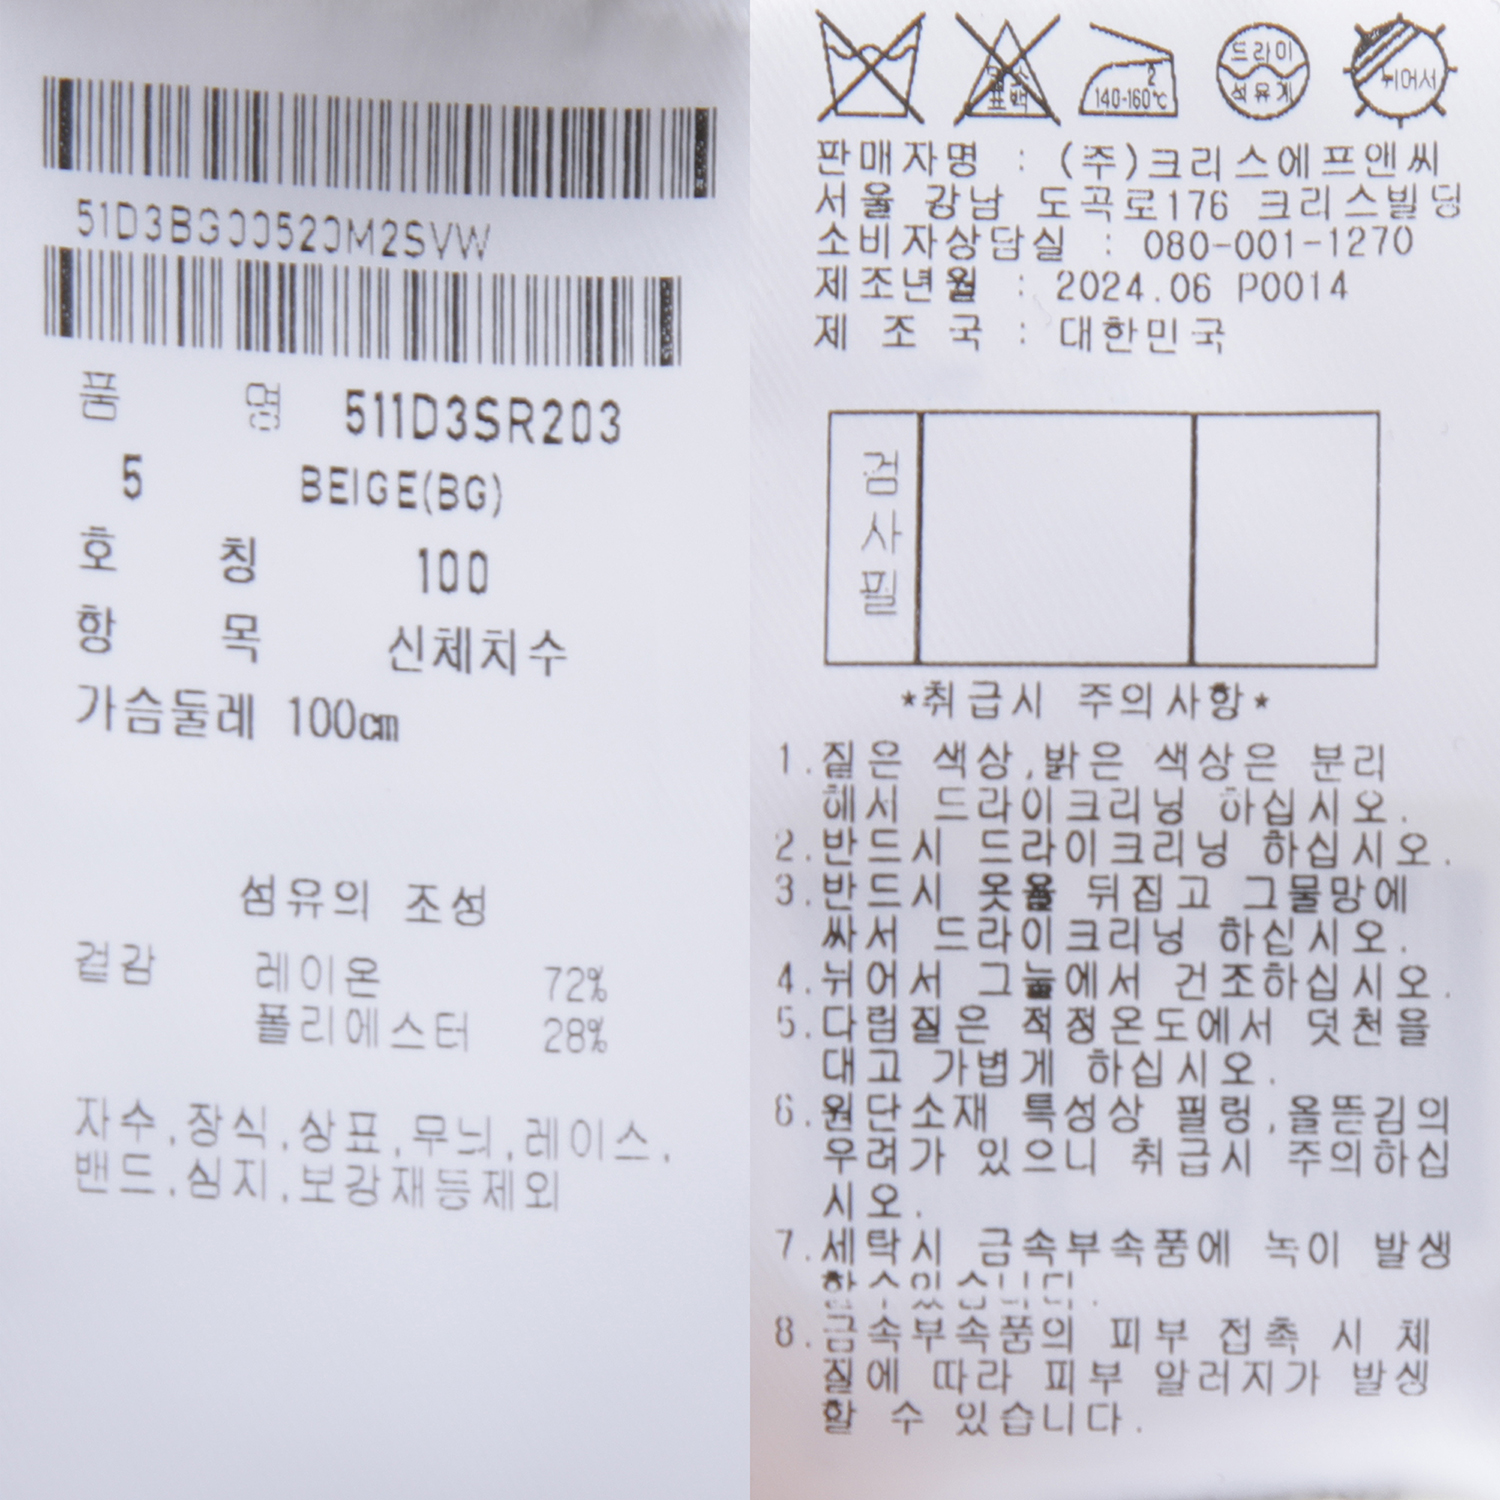 51D3BG00520M2SVW
품 명 511D3SR203
5 BEIGE(BG)
호 칭 100
항 목 신체치수
가슴둘레 100cm
섬유의 조성
겉감 레이온 72%
폴리에스터 28%
자수,장식,상표,무늬,레이스,
밴드,심지,보강재등제외
염소
표백
2
140-160℃
드라이
석유계
뉘어서
판매자명 : (주)크리스에프앤씨
서울 강남 도곡로176 크리스빌딩
소비자상담실 : 080-001-1270
제조년월 : 2024.06 P0014
제 조 국 : 대한민국
검
사
필
*취급시 주의사항*
1.짙은 색상,밝은 색상은 분리
해서 드라이크리닝 하십시오.
2.반드시 드라이크리닝 하십시오.
3.반드시 옷을 뒤집고 그물망에
싸서 드라이크리닝 하십시오.
4.뉘어서 그늘에서 건조하십시오.
5.다림질은 적정온도에서 덧천을
대고 가볍게 하십시오.
6.원단소재 특성상 필링,올뜯김의
우려가 있으니 취급시 주의하십
시오.
7.세탁시 금속부속품에 녹이 발생
할수있습니다.
8.금속부속품의 피부 접촉 시 체
질에 따라 피부 알러지가 발생
할 수 있습니다.